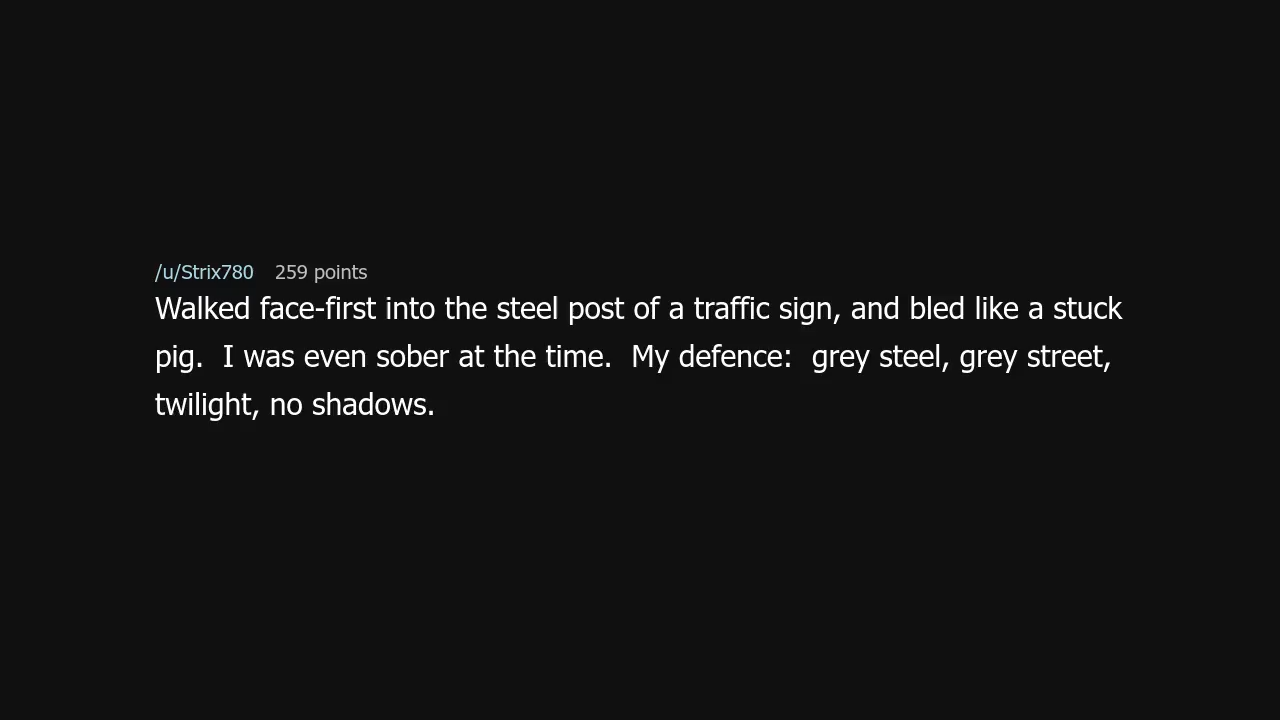 /u/Strix780 259 points
Walked face-first into the steel post of a traffic sign, and bled like a stuck
pig.  I was even sober at the time.  My defence:  grey steel, grey street,
twilight, no shadows.